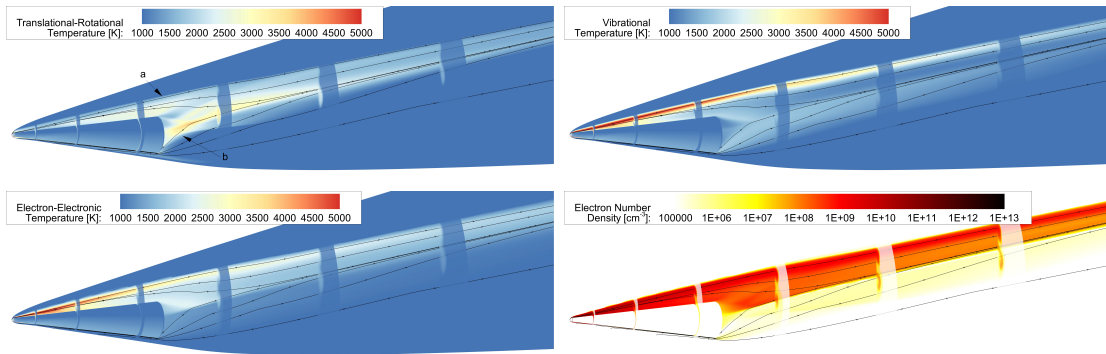 Translational-Rotational
Temperature [K]: 1000 1500 2000 2500 3000 3500 4000 4500 5000
a
b
Vibrational
Temperature [K]: 1000 1500 2000 2500 3000 3500 4000 4500 5000
Electron-Electronic
Temperature [K]: 1000 1500 2000 2500 3000 3500 4000 4500 5000
Electron Number
Density [cm⁻³]: 100000 1E+06 1E+07 1E+08 1E+09 1E+10 1E+11 1E+12 1E+13